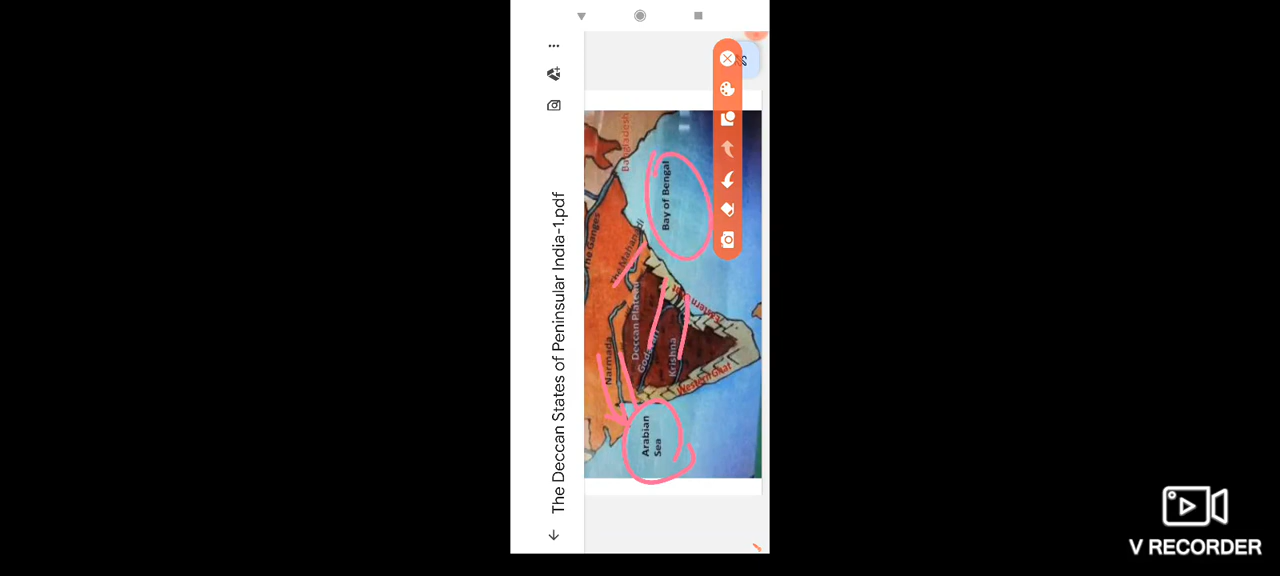 The Deccan States of Peninsular India-1.pdf
Bangladesh
The Ganges
The Mahanadi
Bay of Bengal
Narmada
Deccan Plateau
Godavari
Krishna
Eastern Ghat
Western Ghat
Arabian
Sea
V RECORDER